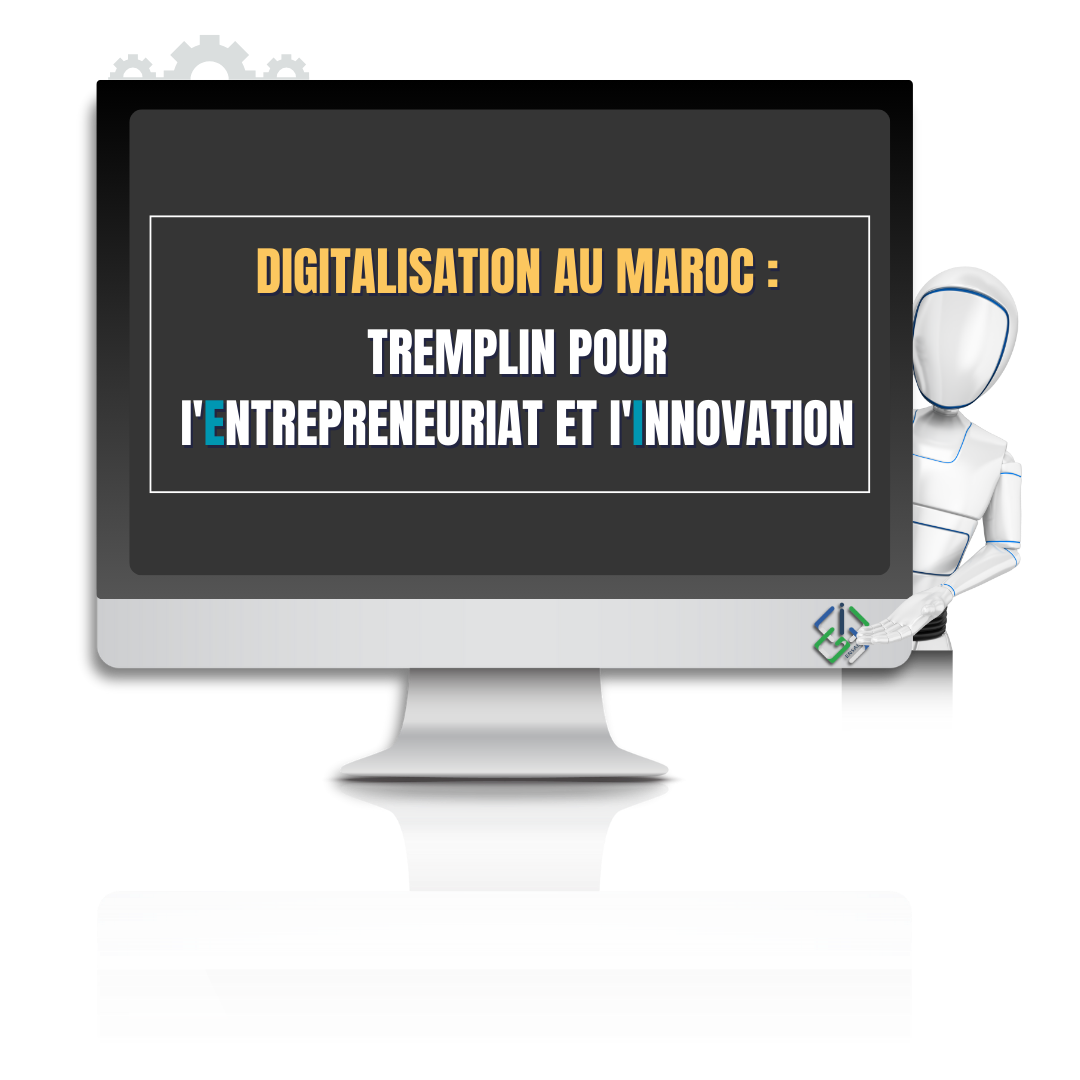 DIGITALISATION AU MAROC :
TREMPLIN POUR
l'ENTREPRENEURIAT ET l'INNOVATION